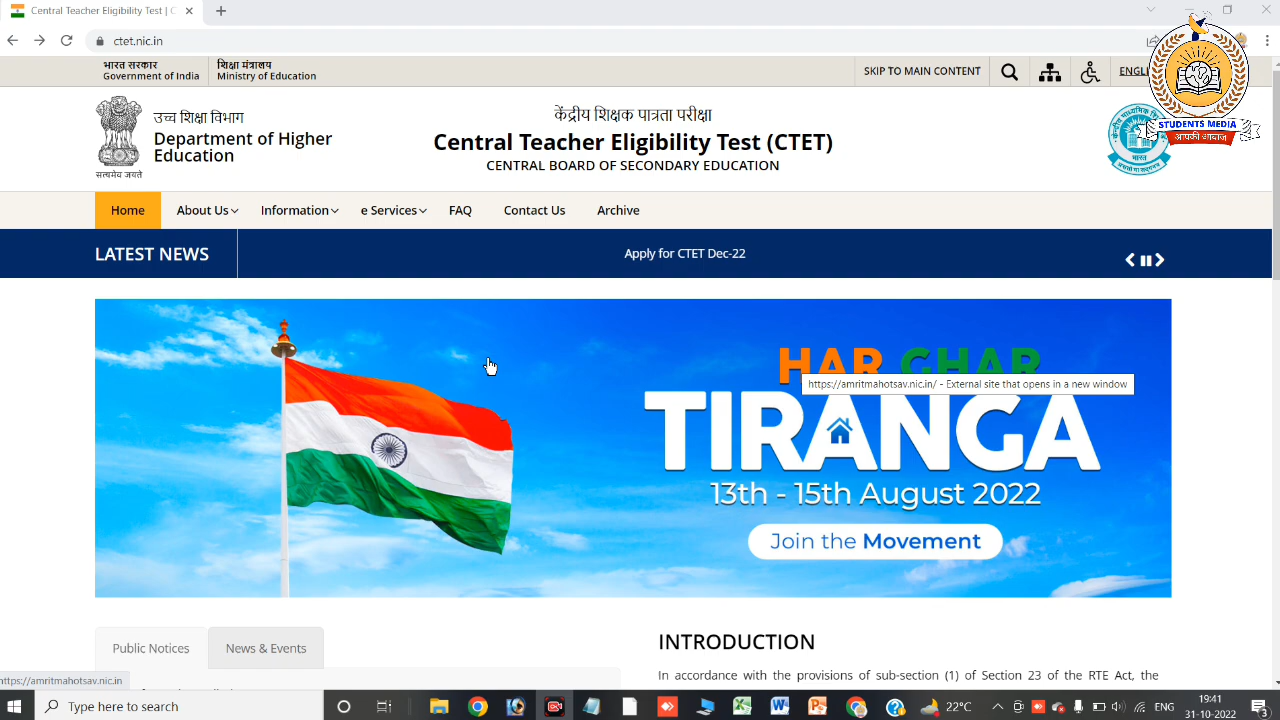 Central Teacher Eligibility Test | C
ctet.nic.in
भारत सरकार
Government of India
शिक्षा मंत्रालय
Ministry of Education
SKIP TO MAIN CONTENT
ENGLI
सत्यमेव जयते
उच्च शिक्षा विभाग
Department of Higher
Education
केंद्रीय शिक्षक पात्रता परीक्षा
Central Teacher Eligibility Test (CTET)
CENTRAL BOARD OF SECONDARY EDUCATION
STUDENTS MEDIA
आपकी आवाज
भारत
Home
About Us
Information
e Services
FAQ
Contact Us
Archive
LATEST NEWS
Apply for CTET Dec-22
HAR GHAR
https://amritmahotsav.nic.in/ - External site that opens in a new window
TIRANGA
13th - 15th August 2022
Join the Movement
Public Notices
News & Events
INTRODUCTION
In accordance with the provisions of sub-section (1) of Section 23 of the RTE Act, the
https://amritmahotsav.nic.in
Type here to search
22°C
ENG
19:41
31-10-2022
3